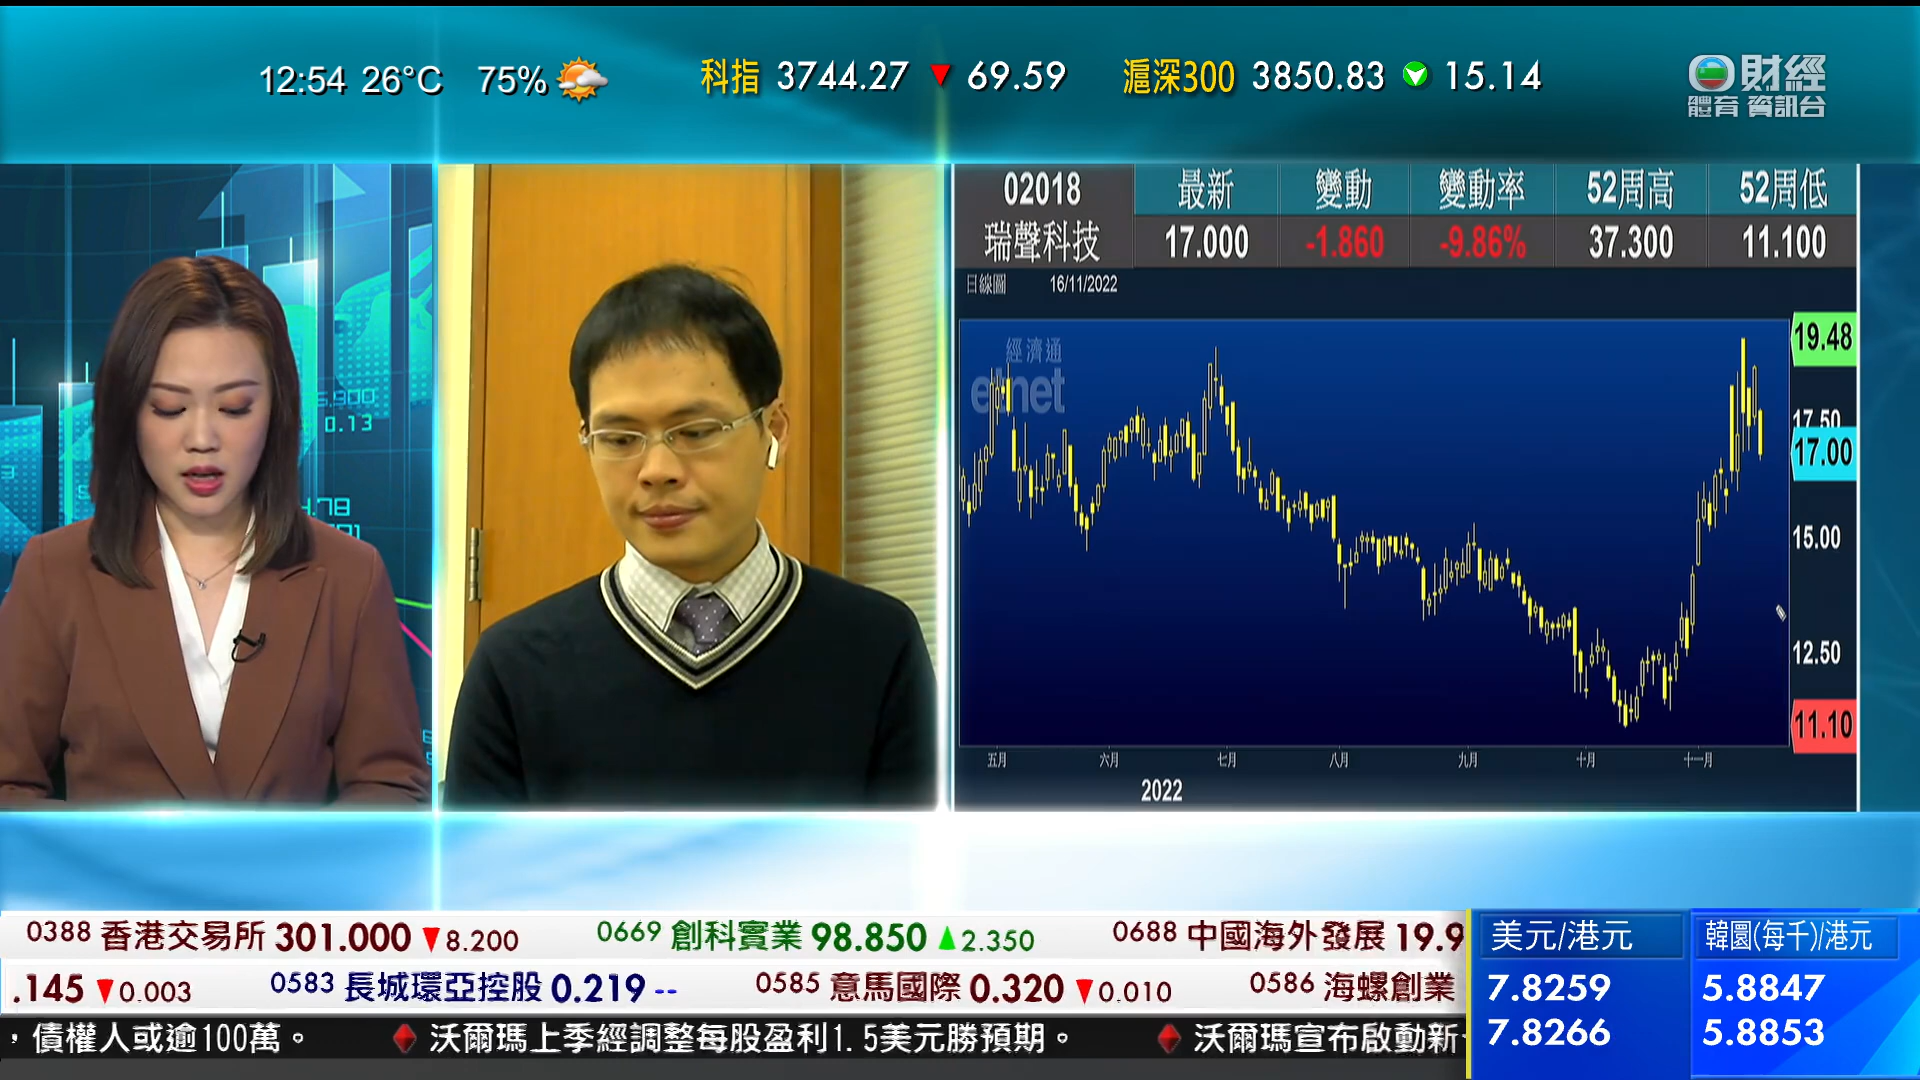 12:54 26°C 75% 科指 3744.27 ▼ 69.59 滬深300 3850.83 15.14
財經
體育 資訊台
02018 最新 變動 變動率 52周高 52周低
瑞聲科技 17.000 -1.860 -9.86% 37.300 11.100
日線圖 16/11/2022
經濟通
etnet
19.48
17.50
17.00
15.00
12.50
11.10
五月 六月 七月 八月 九月 十月 十一月
2022
5.900
0.13
0388 香港交易所 301.000 ▼ 8.200 0669 創科實業 98.850 ▲ 2.350 0688 中國海外發展 19.9
.145 ▼ 0.003 0583 長城環亞控股 0.219 -- 0585 意馬國際 0.320 ▼ 0.010 0586 海螺創業
，債權人或逾100萬。 ♦ 沃爾瑪上季經調整每股盈利1.5美元勝預期。 ♦ 沃爾瑪宣布啟動新
美元/港元 韓圜(每千)/港元
7.8259 5.8847
7.8266 5.8853